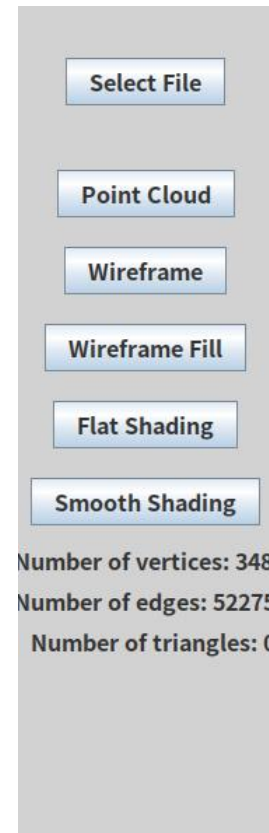 Select File
Point Cloud
Wireframe
Wireframe Fill
Flat Shading
Smooth Shading
Number of vertices: 348
Number of edges: 52275
Number of triangles: 0